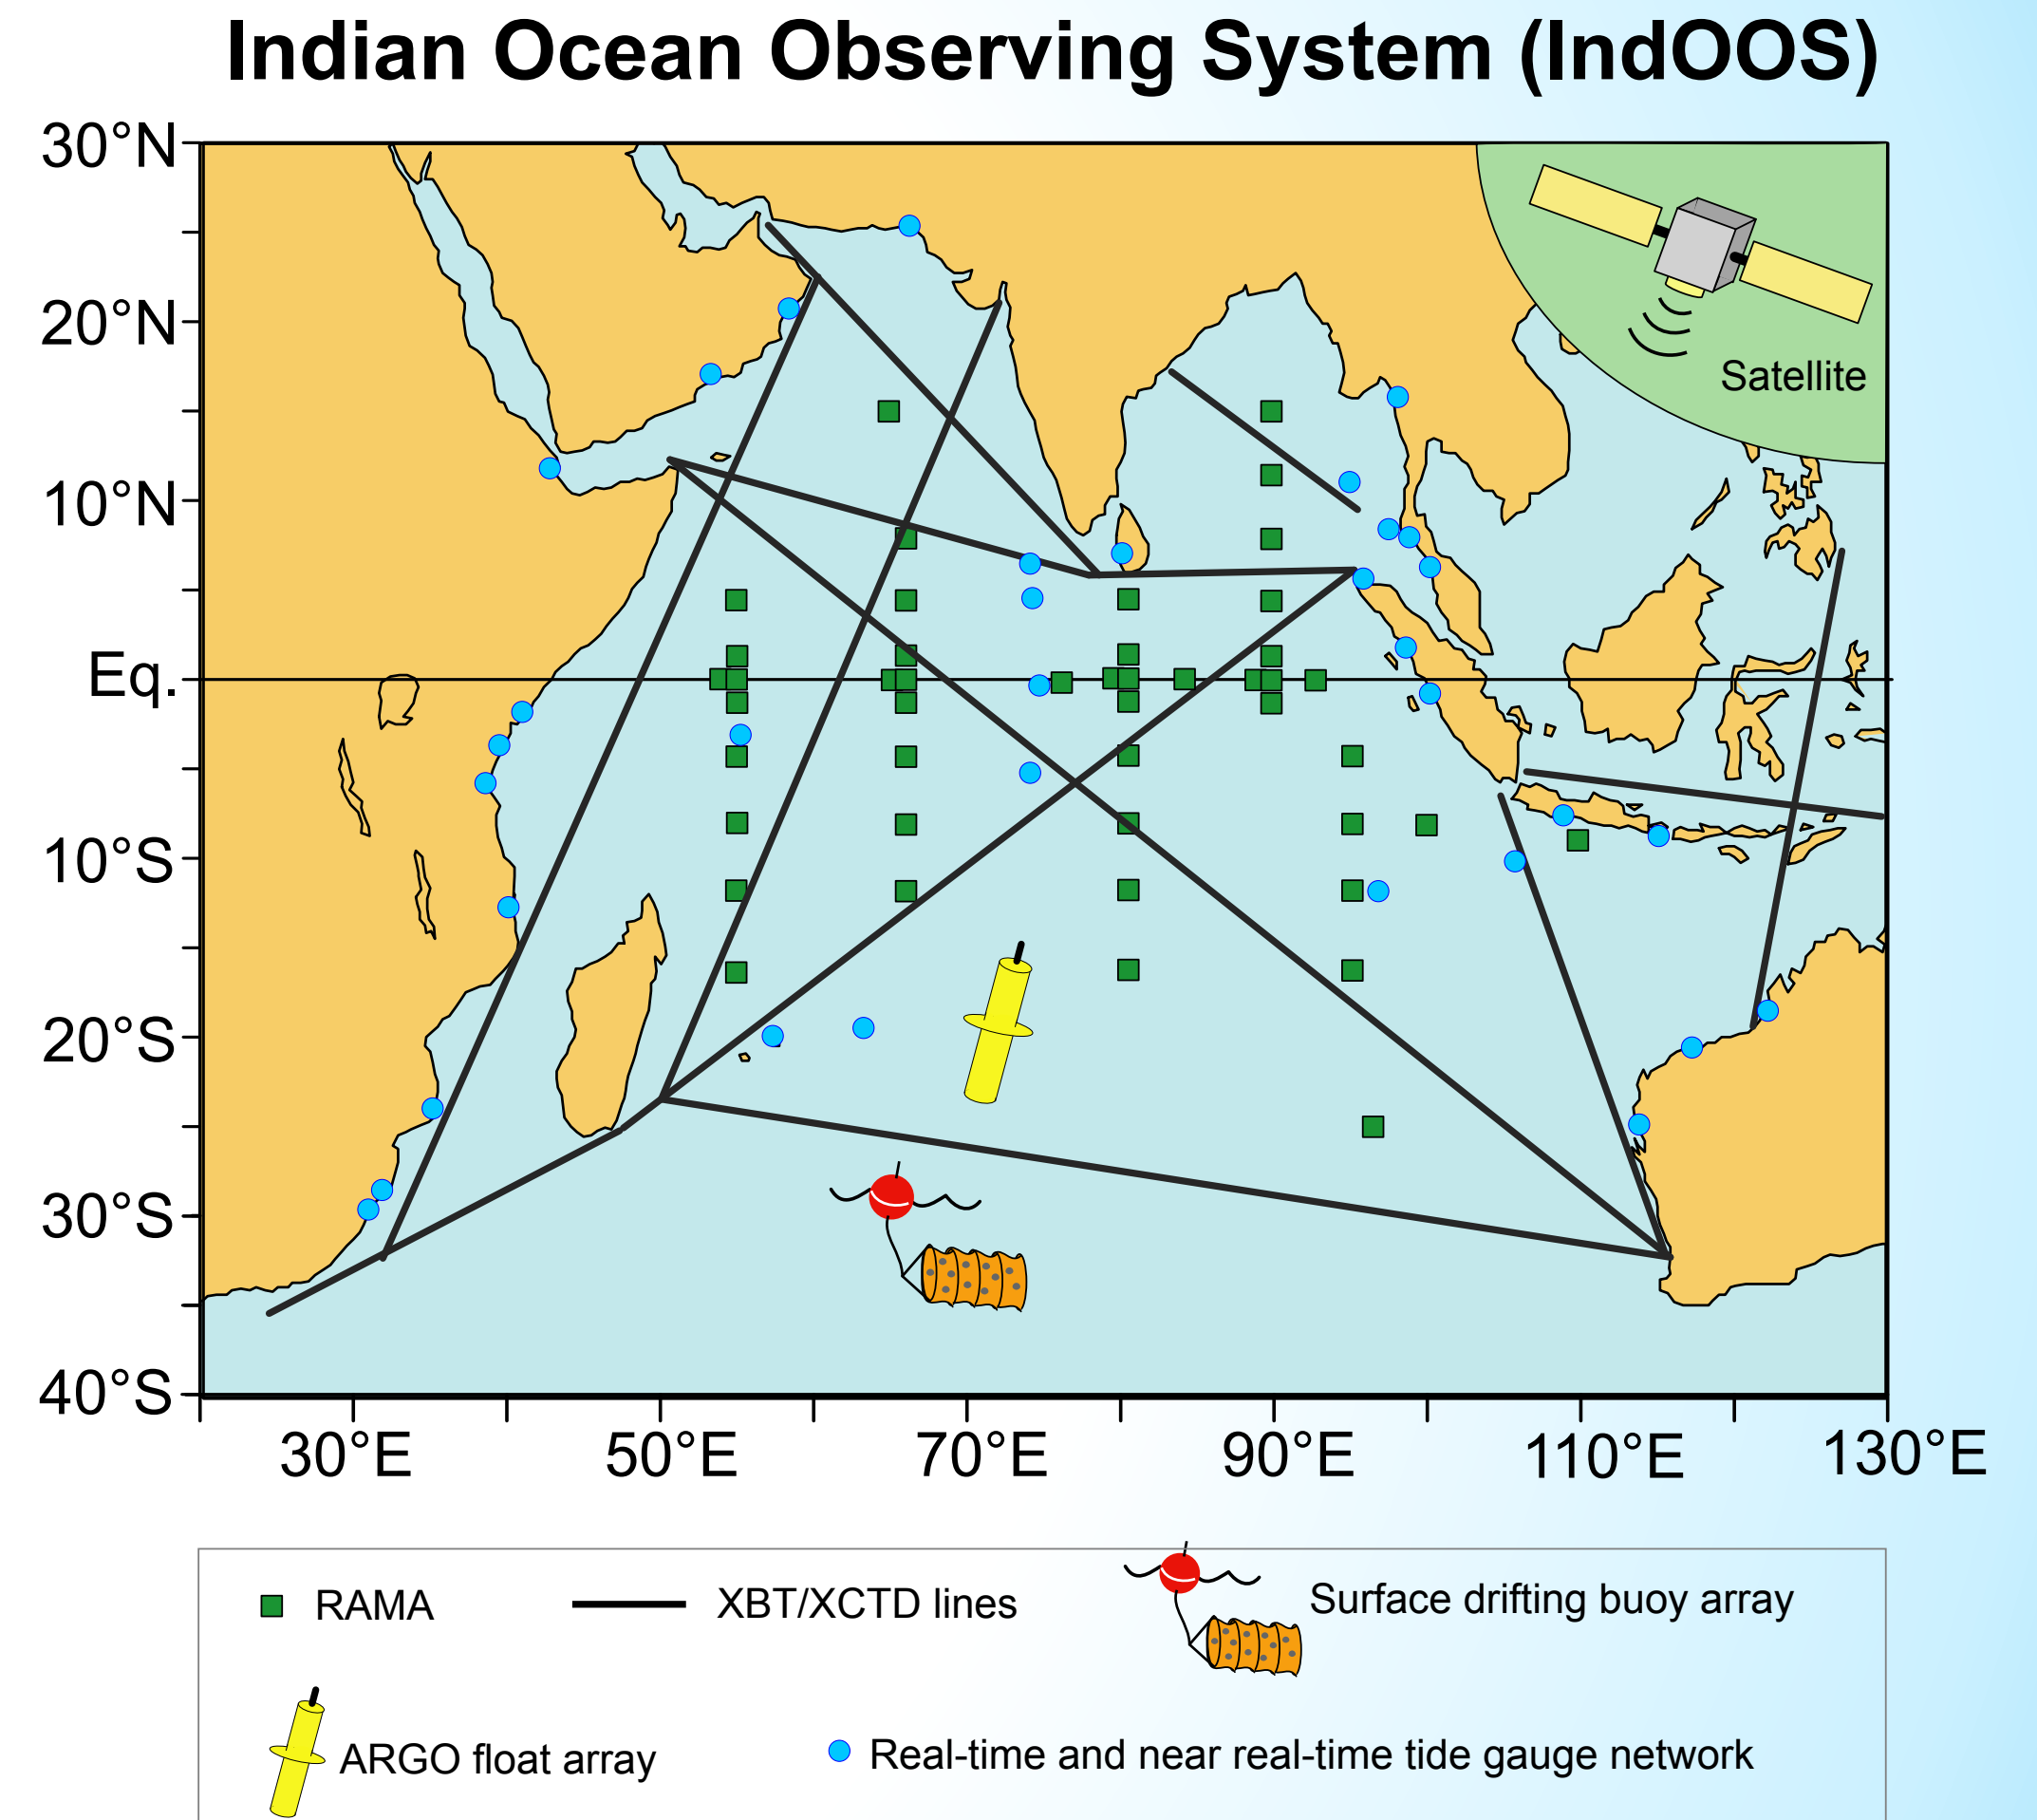 Indian Ocean Observing System (IndOOS)
30°N
20°N
10°N
Eq.
10°S
20°S
30°S
40°S
Satellite
30°E 50°E 70°E 90°E 110°E 130°E
RAMA XBT/XCTD lines Surface drifting buoy array
ARGO float array Real-time and near real-time tide gauge network